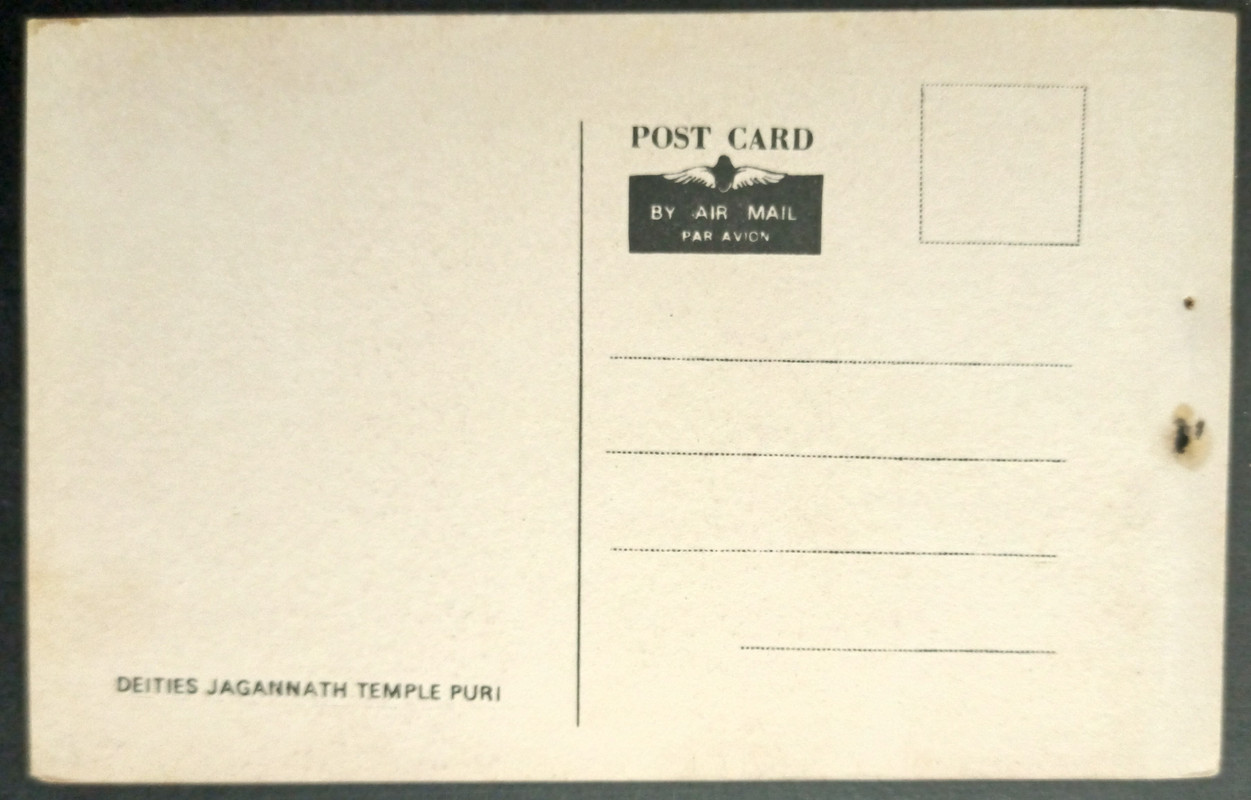 POST CARD
BY AIR MAIL
PAR AVION
DEITIES JAGANNATH TEMPLE PURI